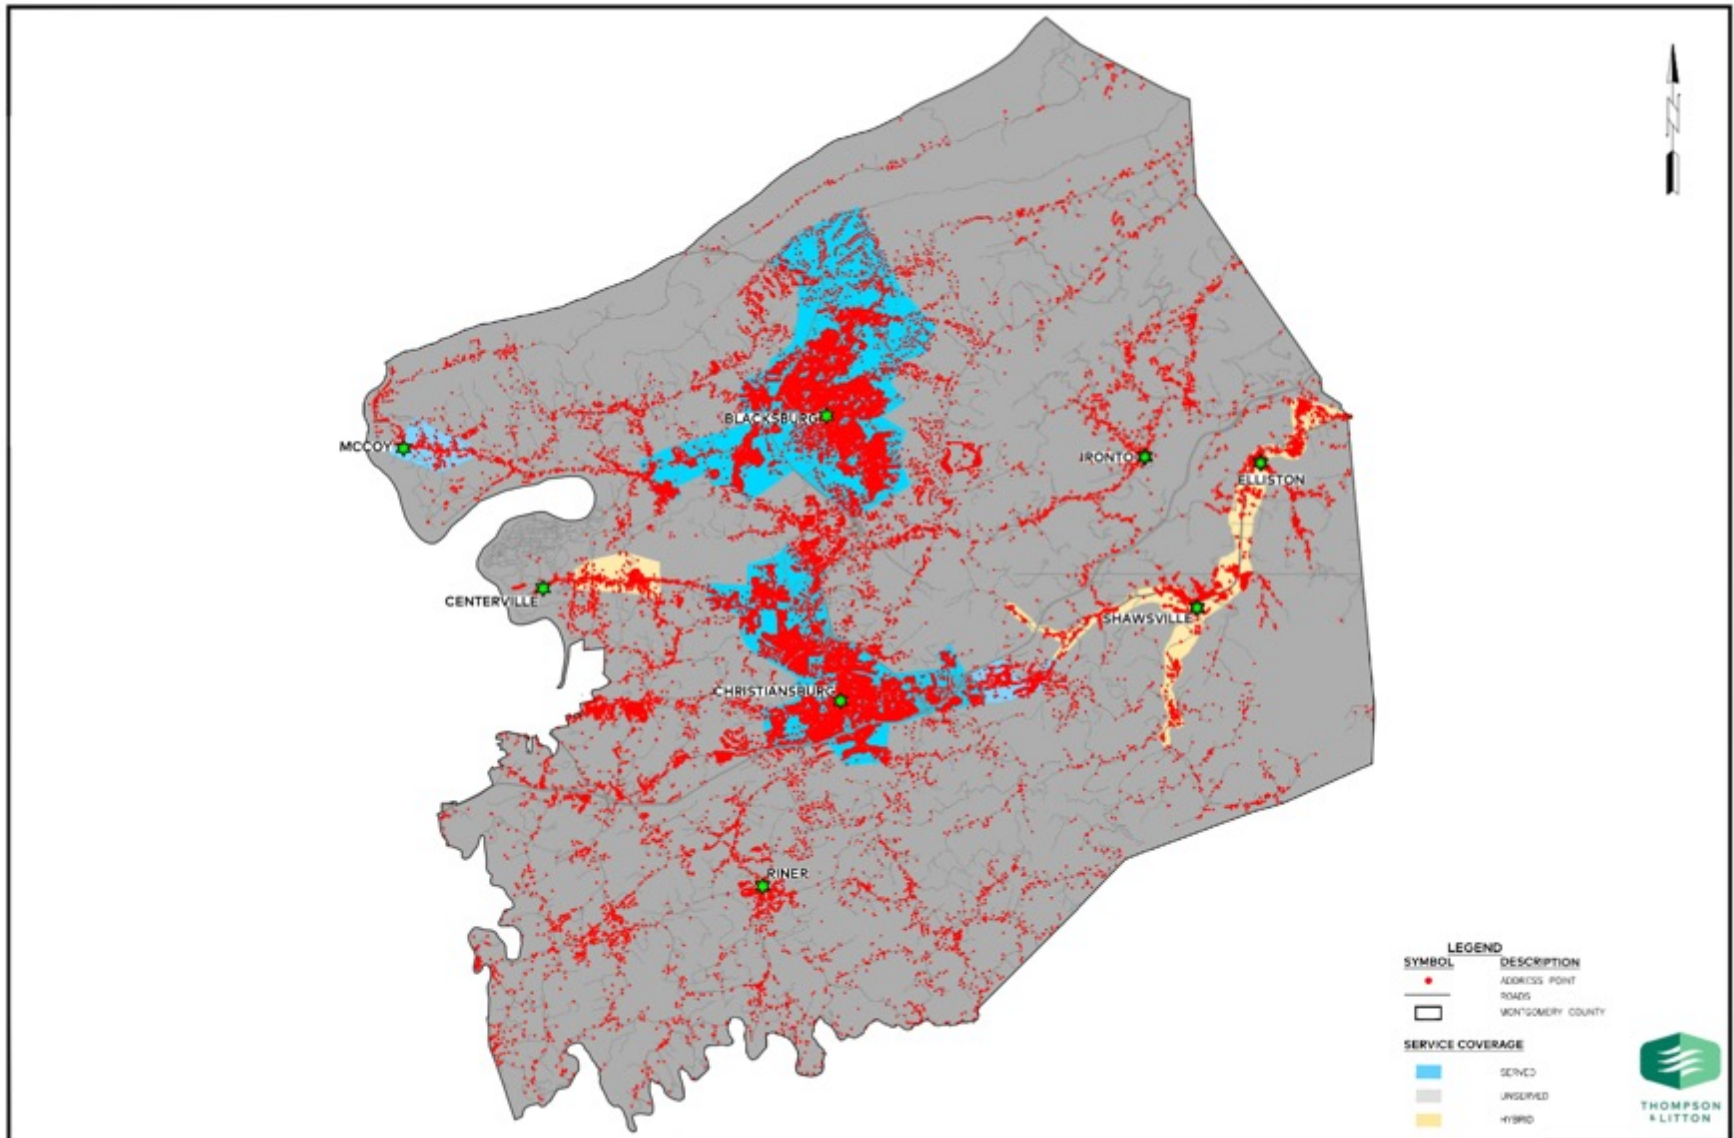 N
BLACKSBURG
MCCOY
IRONTO
ELLISTON
CENTERVILLE
SHAWSVILLE
CHRISTIANSBURG
RINER
LEGEND
SYMBOL DESCRIPTION
ADDRESS POINT
ROADS
MONTGOMERY COUNTY
SERVICE COVERAGE
SERVED
UNSERVED
HYBRID
THOMPSON
& LITTON